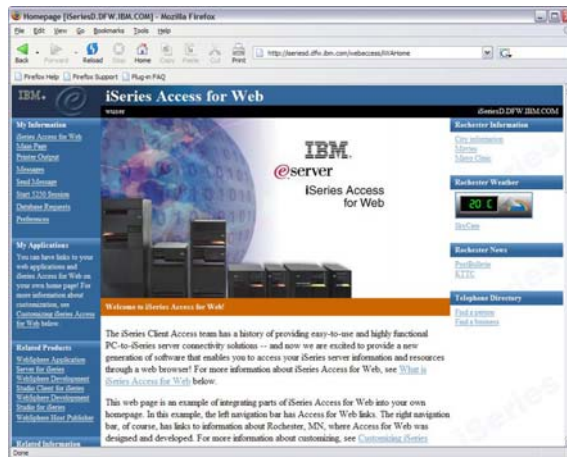 Homepage [iSeriesD.DFW.IBM.COM] - Mozilla Firefox
File Edit View Go Bookmarks Tools Help
Back Forward Reload Stop Home Copy Paste Cut Print
http://iseriesd.dfw.ibm.com/webaccess/iWAHome
G
Firefox Help Firefox Support Plug-in FAQ
IBM
iSeries Access for Web
iSeriesD.DFW.IBM.COM
My Information
iSeries Access for Web
Main Page
Printer Output
Messages
Send Message
Start 5250 Session
Database Requests
Preferences
My Applications
You can have links to your
web applications and
iSeries Access for Web on
your own home page! For
more information about
customization, see
Customizing iSeries Access
for Web below.
Related Products
WebSphere Application
Server for iSeries
WebSphere Development
Studio Client for iSeries
WebSphere Development
Studio for iSeries
WebSphere Host Publisher
Related Information
IBM
eserver
iSeries Access
for Web
Welcome to iSeries Access for Web!
The iSeries Client Access team has a history of providing easy-to-use and highly functional
PC-to-iSeries server connectivity solutions -- and now we are excited to provide a new
generation of software that enables you to access your iSeries server information and resources
through a web browser! For more information about iSeries Access for Web, see What is
iSeries Access for Web below.
This web page is an example of integrating parts of iSeries Access for Web into your own
homepage. In this example, the left navigation bar has Access for Web links. The right navigation
bar, of course, has links to information about Rochester, MN, where Access for Web was
designed and developed. For more information about customizing, see Customizing iSeries
Rochester Information
City information
Movies
Mayo Clinic
Rochester Weather
20 C
SkyCam
Rochester News
PostBulletin
KTTC
Telephone Directory
Find a person
Find a business
iSeries
Done